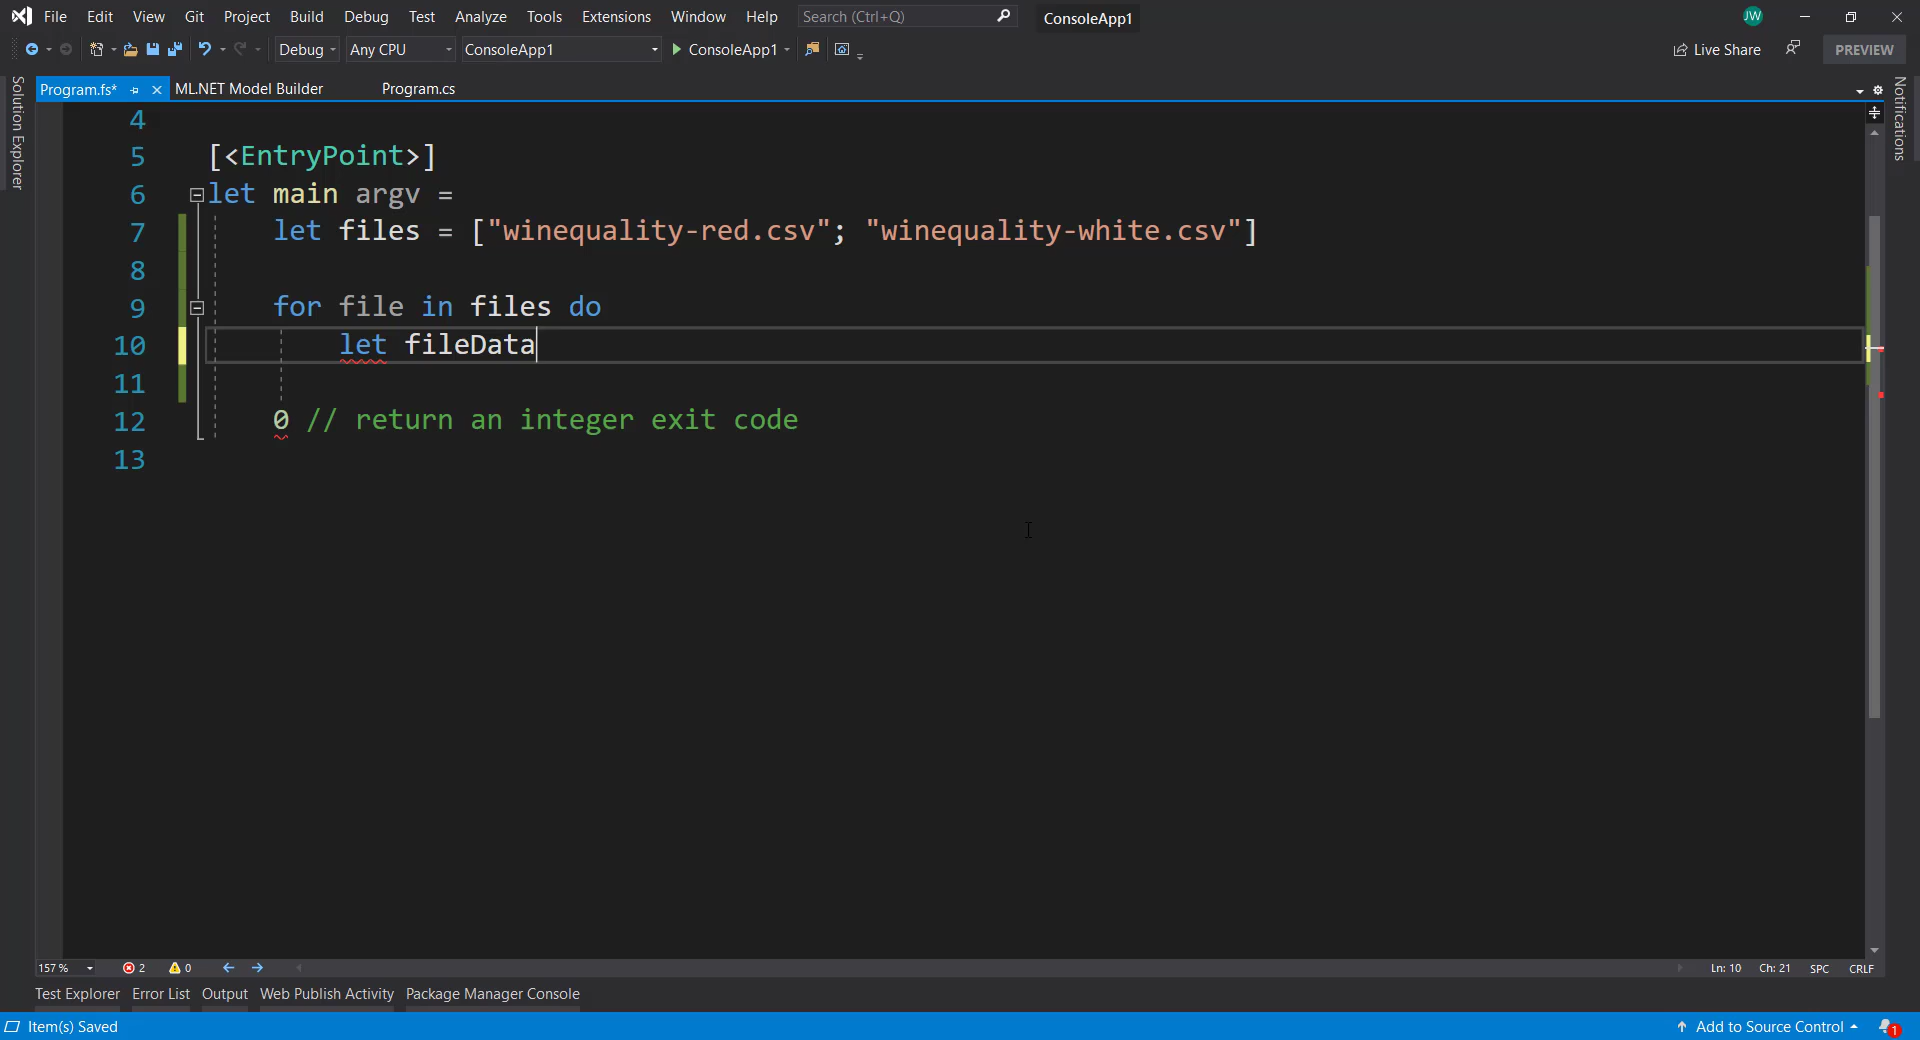 File Edit View Git Project Build Debug Test Analyze Tools Extensions Window Help Search (Ctrl+Q) ConsoleApp1 JW
Debug Any CPU ConsoleApp1 ConsoleApp1 Live Share PREVIEW
Solution Explorer
Program.fs* ML.NET Model Builder Program.cs
Notifications
4
5 [<EntryPoint>]
6 let main argv =
7 let files = ["winequality-red.csv"; "winequality-white.csv"]
8
9 for file in files do
10 let fileData
11
12 0 // return an integer exit code
13
157 % 2 0 Ln: 10 Ch: 21 SPC CRLF
Test Explorer Error List Output Web Publish Activity Package Manager Console
Item(s) Saved Add to Source Control 1